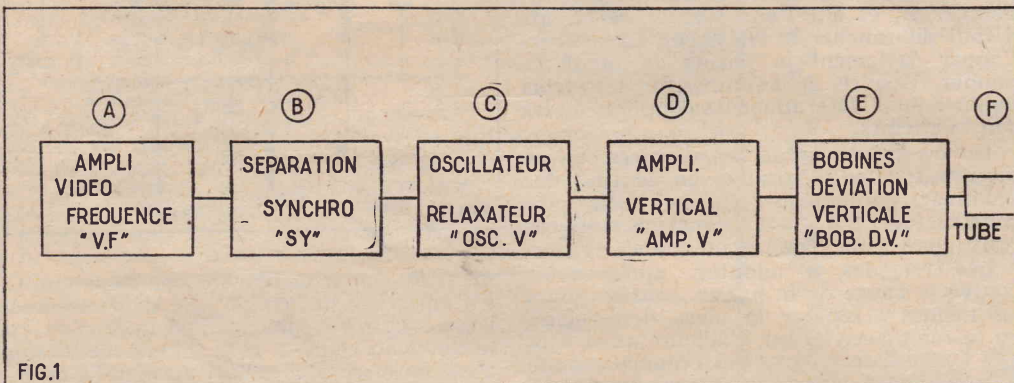 A
B
C
D
E
F
AMPLI
VIDEO
FREQUENCE
"V.F"
SEPARATION
SYNCHRO
"SY"
OSCILLATEUR
RELAXATEUR
"OSC. V"
AMPLI.
VERTICAL
"AMP. V"
BOBINES
DEVIATION
VERTICALE
"BOB. D.V."
TUBE
FIG.1